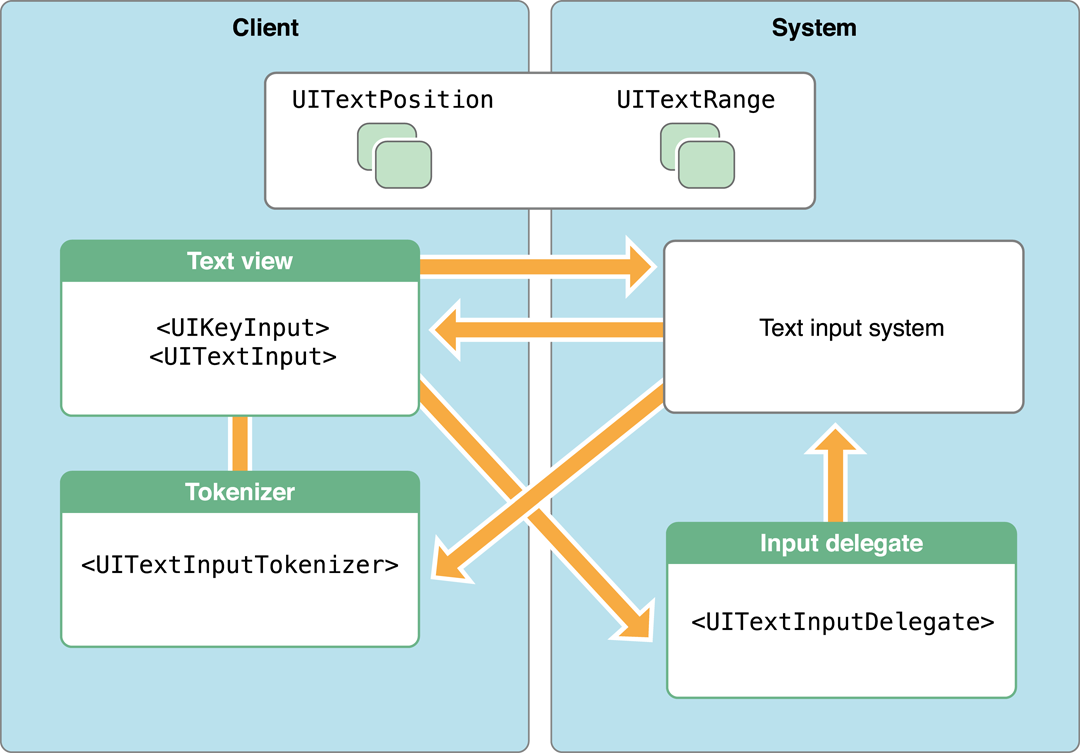 Client
System
UITextPosition
UITextRange
Text view
<UIKeyInput>
<UITextInput>
Text input system
Tokenizer
<UITextInputTokenizer>
Input delegate
<UITextInputDelegate>